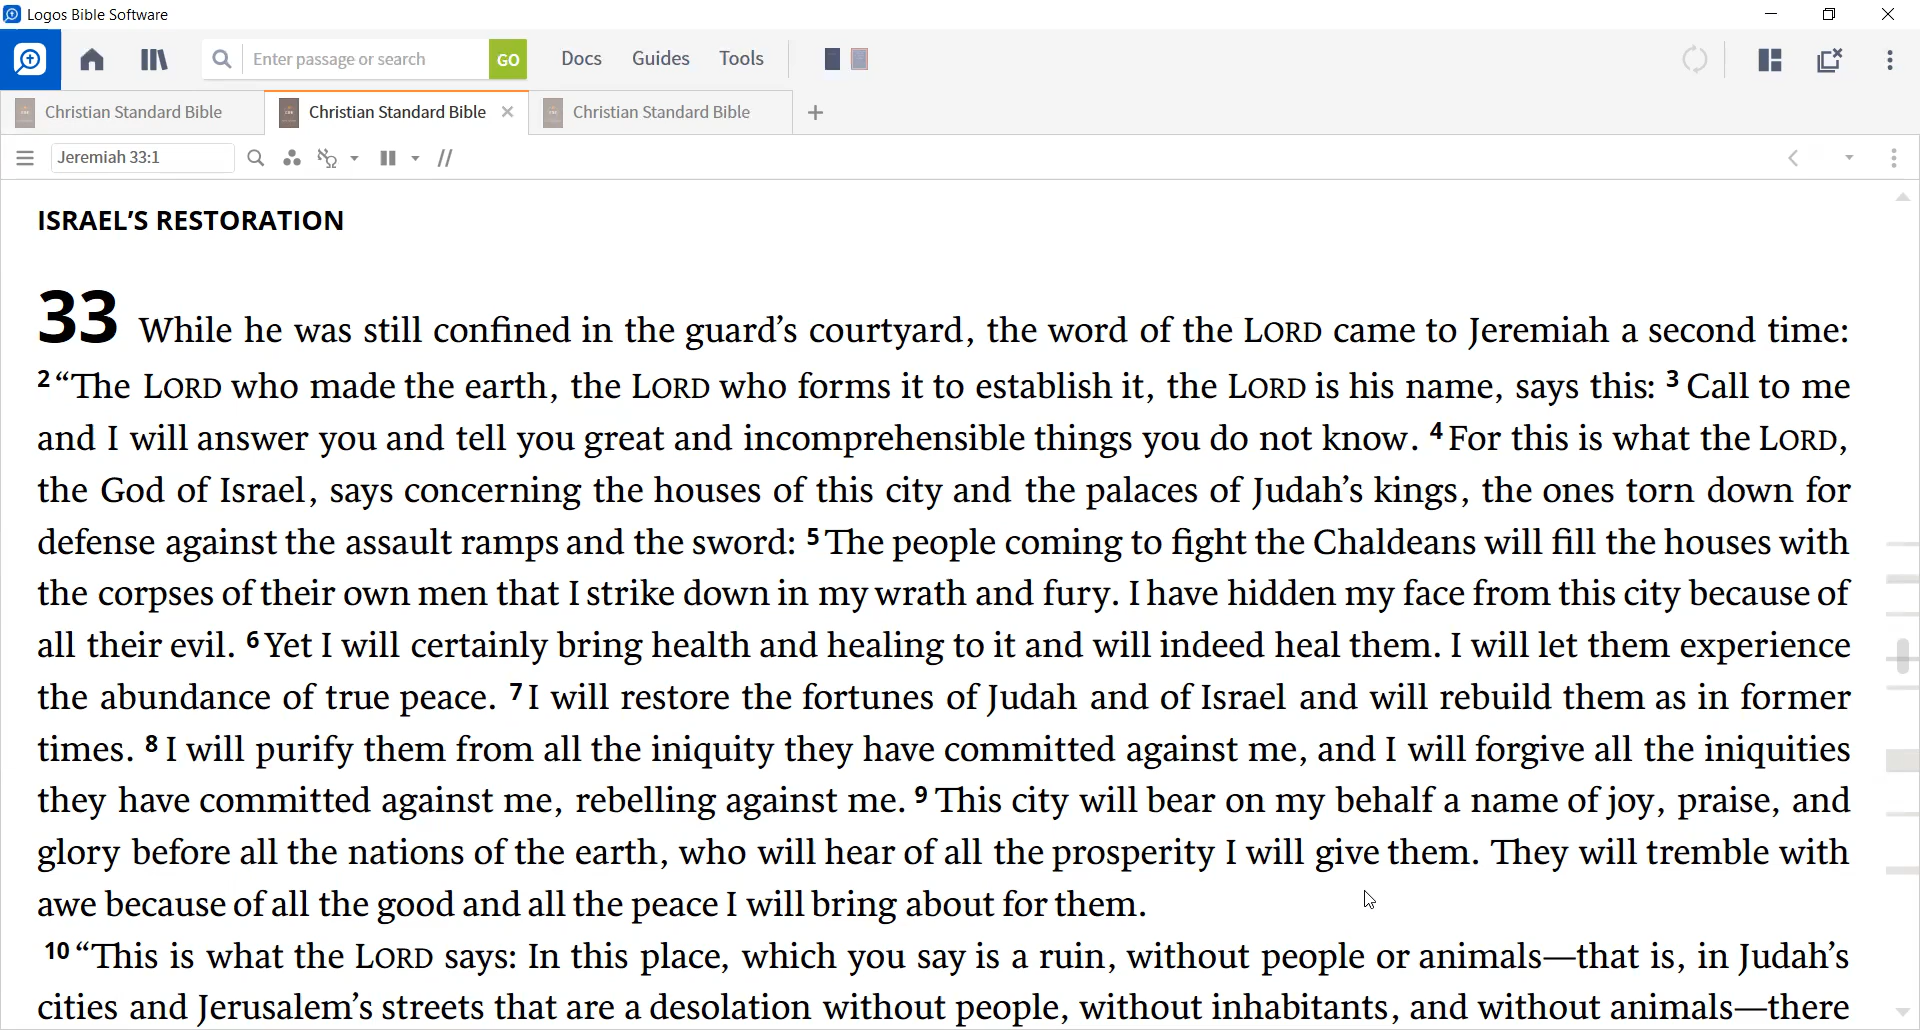 Logos Bible Software
Enter passage or search GO Docs Guides Tools
Christian Standard Bible Christian Standard Bible Christian Standard Bible
Jeremiah 33:1
ISRAEL’S RESTORATION
33 While he was still confined in the guard’s courtyard, the word of the LORD came to Jeremiah a second time:
2 “The LORD who made the earth, the LORD who forms it to establish it, the LORD is his name, says this: 3 Call to me
and I will answer you and tell you great and incomprehensible things you do not know. 4 For this is what the LORD,
the God of Israel, says concerning the houses of this city and the palaces of Judah’s kings, the ones torn down for
defense against the assault ramps and the sword: 5 The people coming to fight the Chaldeans will fill the houses with
the corpses of their own men that I strike down in my wrath and fury. I have hidden my face from this city because of
all their evil. 6 Yet I will certainly bring health and healing to it and will indeed heal them. I will let them experience
the abundance of true peace. 7 I will restore the fortunes of Judah and of Israel and will rebuild them as in former
times. 8 I will purify them from all the iniquity they have committed against me, and I will forgive all the iniquities
they have committed against me, rebelling against me. 9 This city will bear on my behalf a name of joy, praise, and
glory before all the nations of the earth, who will hear of all the prosperity I will give them. They will tremble with
awe because of all the good and all the peace I will bring about for them.
10 “This is what the LORD says: In this place, which you say is a ruin, without people or animals—that is, in Judah’s
cities and Jerusalem’s streets that are a desolation without people, without inhabitants, and without animals—there